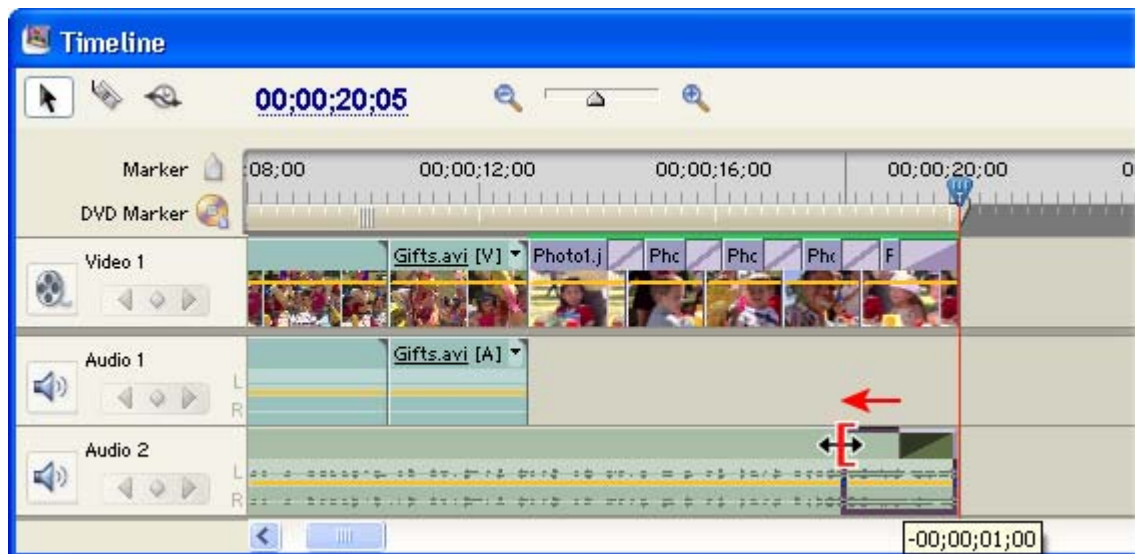 Timeline
00;00;20;05
Marker :08;00 00;00;12;00 00;00;16;00 00;00;20;00 0
DVD Marker
Video 1 Gifts.avi [V] Photo1.j Phc Phc Phc F
Audio 1 Gifts.avi [A]
L
R
Audio 2
L
R
-00;00;01;00